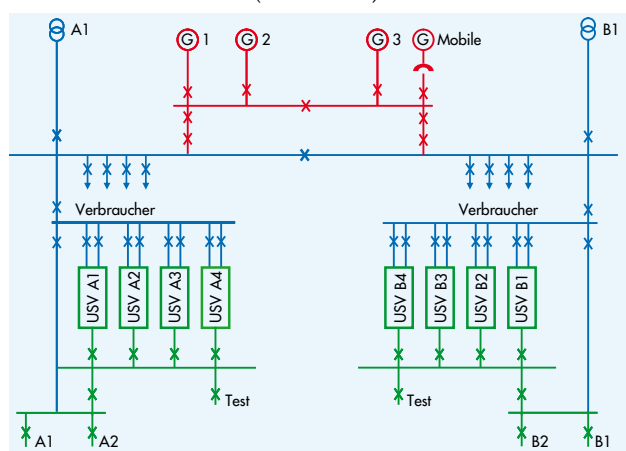 A1
G 1
G 2
G 3
G Mobile
B1
Verbraucher
Verbraucher
USV A1
USV A2
USV A3
USV A4
USV B4
USV B3
USV B2
USV B1
Test
Test
A1
A2
B2
B1